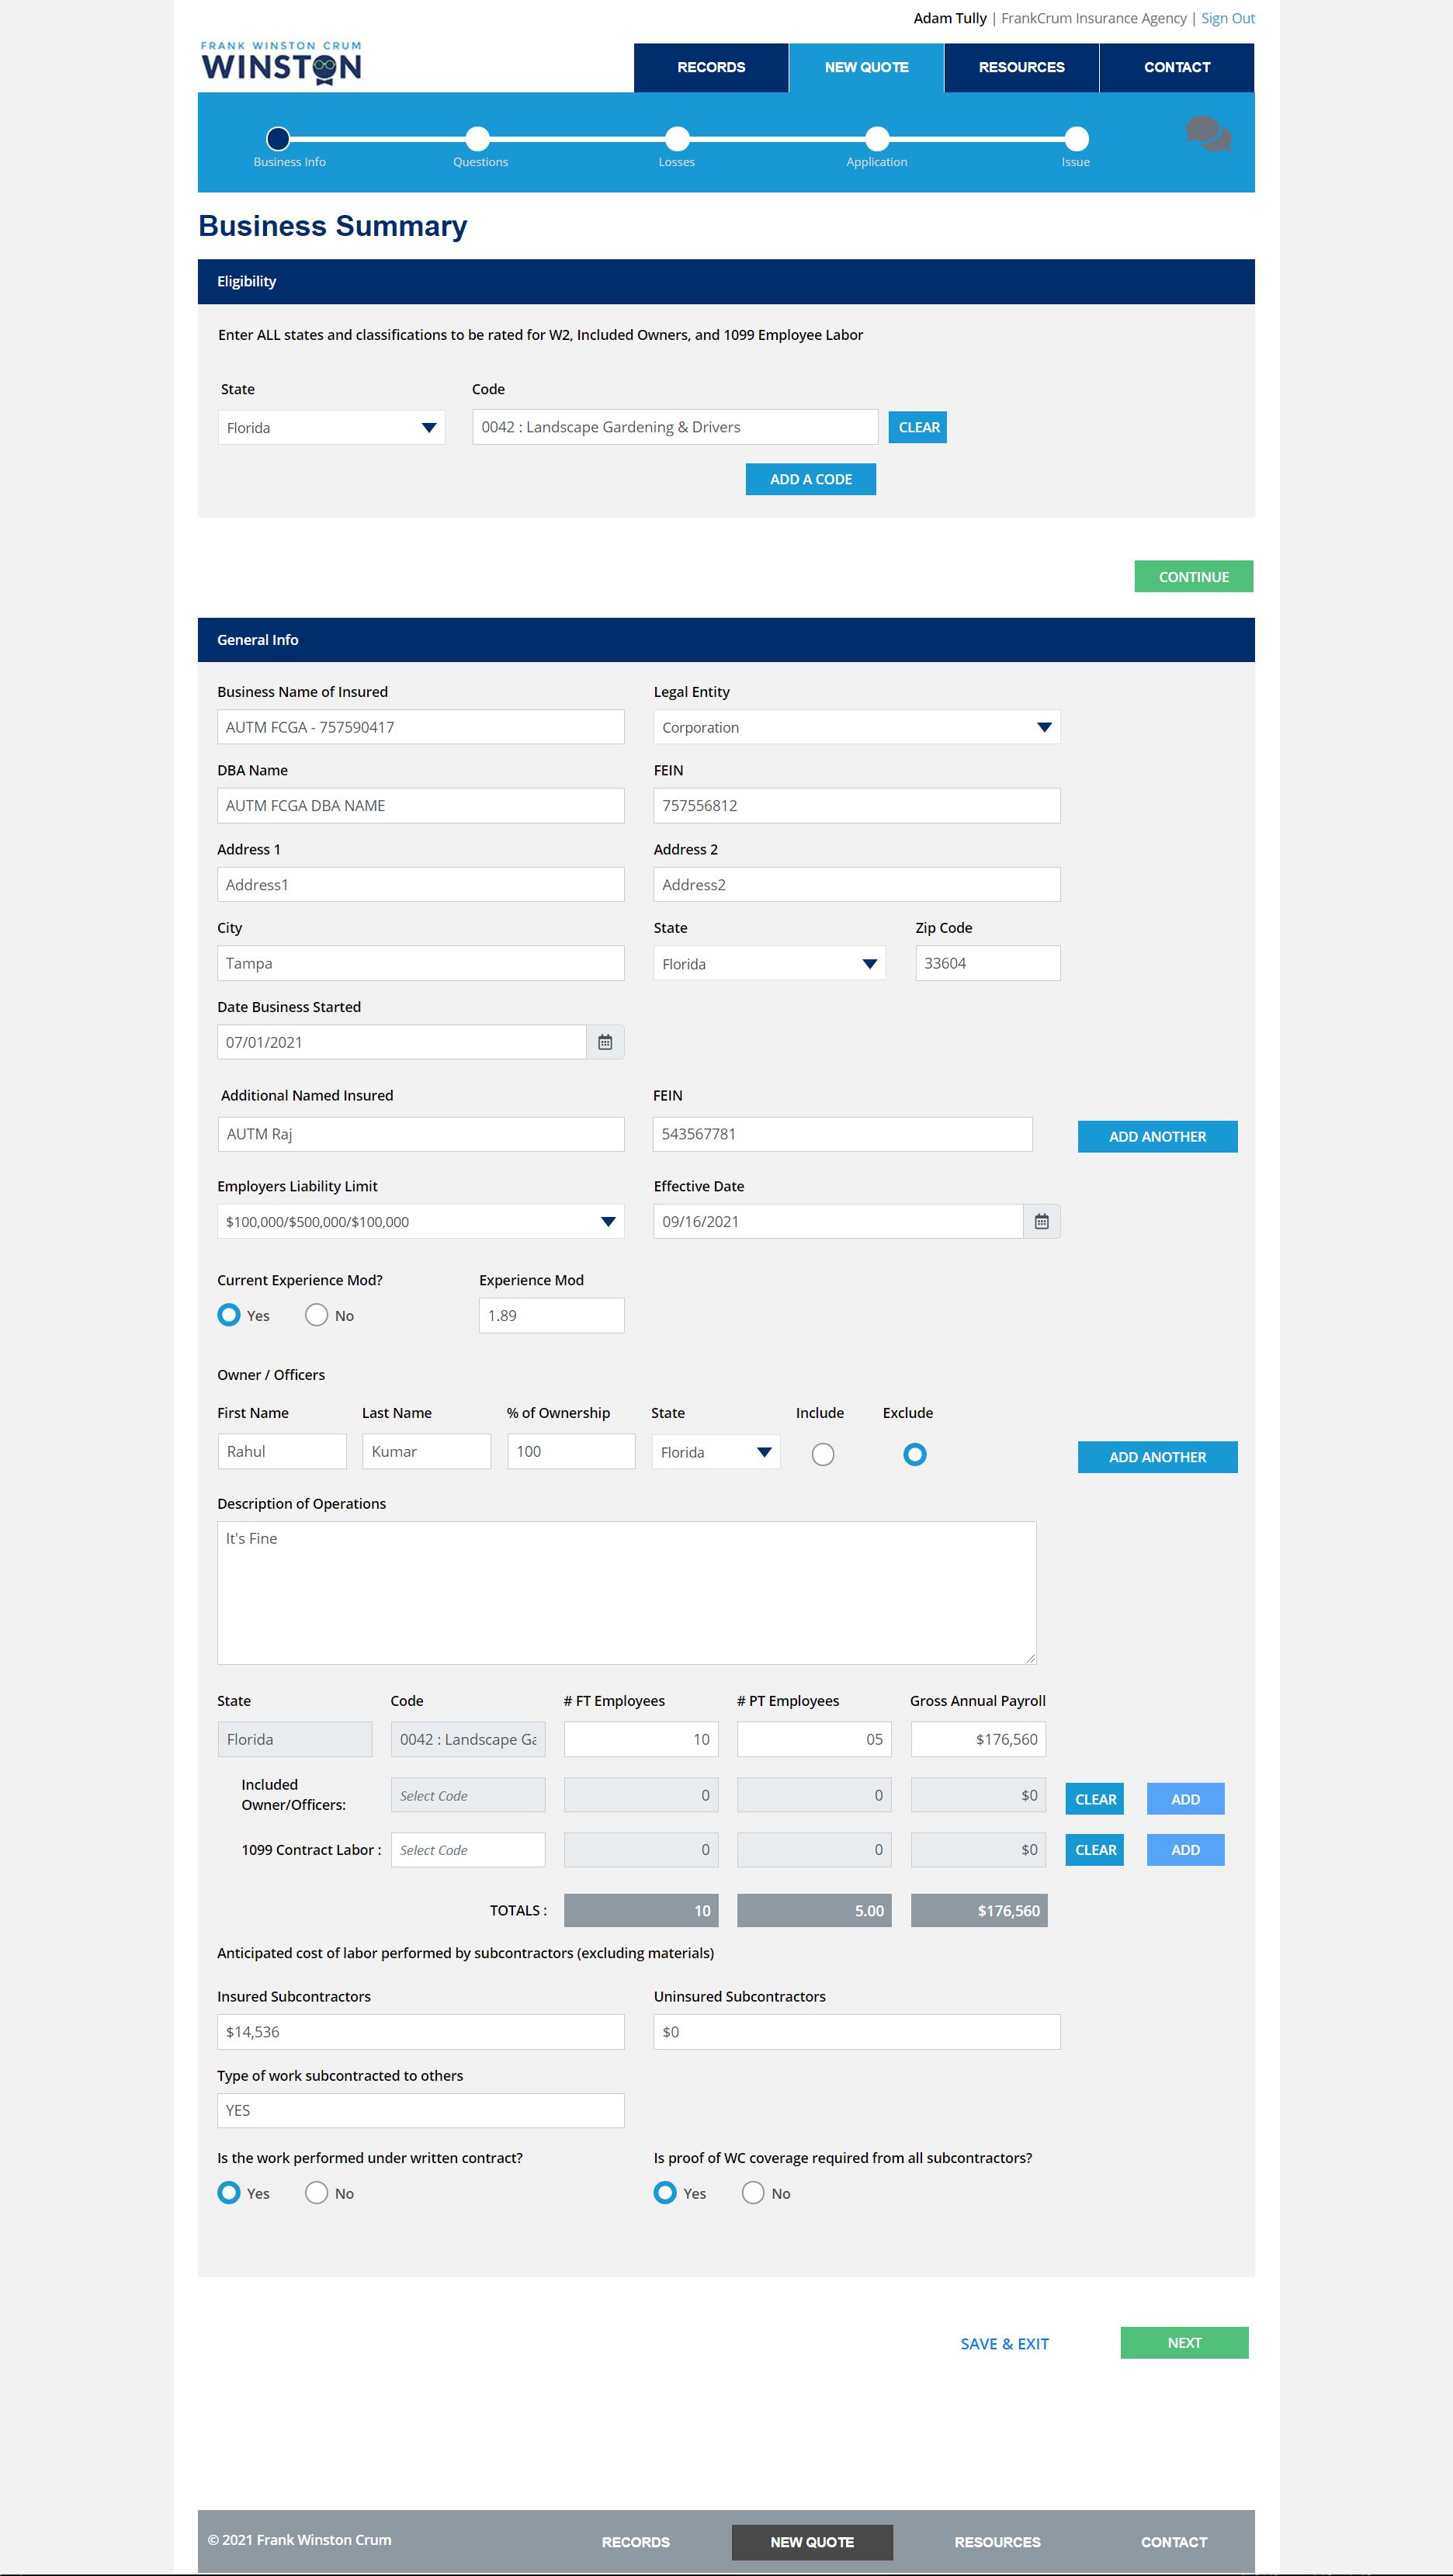 Adam Tully | FrankCrum Insurance Agency | Sign Out
FRANK WINSTON CRUM
WINSTON
RECORDS NEW QUOTE RESOURCES CONTACT
Business Info Questions Losses Application Issue
Business Summary
Eligibility
Enter ALL states and classifications to be rated for W2, Included Owners, and 1099 Employee Labor
State Code
Florida 0042 : Landscape Gardening & Drivers CLEAR
ADD A CODE
CONTINUE
General Info
Business Name of Insured Legal Entity
AUTM FCGA - 757590417 Corporation
DBA Name FEIN
AUTM FCGA DBA NAME 757556812
Address 1 Address 2
Address1 Address2
City State Zip Code
Tampa Florida 33604
Date Business Started
07/01/2021
Additional Named Insured FEIN
AUTM Raj 543567781 ADD ANOTHER
Employers Liability Limit Effective Date
$100,000/$500,000/$100,000 09/16/2021
Current Experience Mod? Experience Mod
Yes No 1.89
Owner / Officers
First Name Last Name % of Ownership State Include Exclude
Rahul Kumar 100 Florida ADD ANOTHER
Description of Operations
It's Fine
State Code # FT Employees # PT Employees Gross Annual Payroll
Florida 0042 : Landscape Ga 10 05 $176,560
Included
Owner/Officers: Select Code 0 0 $0 CLEAR ADD
1099 Contract Labor : Select Code 0 0 $0 CLEAR ADD
TOTALS : 10 5.00 $176,560
Anticipated cost of labor performed by subcontractors (excluding materials)
Insured Subcontractors Uninsured Subcontractors
$14,536 $0
Type of work subcontracted to others
YES
Is the work performed under written contract? Is proof of WC coverage required from all subcontractors?
Yes No Yes No
SAVE & EXIT NEXT
© 2021 Frank Winston Crum RECORDS NEW QUOTE RESOURCES CONTACT